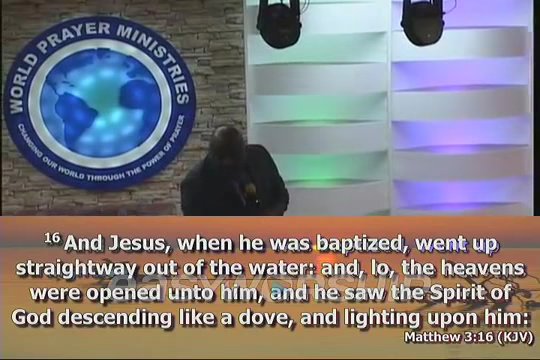 WORLD PRAYER MINISTRIES
CHANGING OUR WORLD THROUGH THE POWER OF PRAYER
16 And Jesus, when he was baptized, went up
straightway out of the water: and, lo, the heavens
were opened unto him, and he saw the Spirit of
God descending like a dove, and lighting upon him:
Matthew 3:16 (KJV)